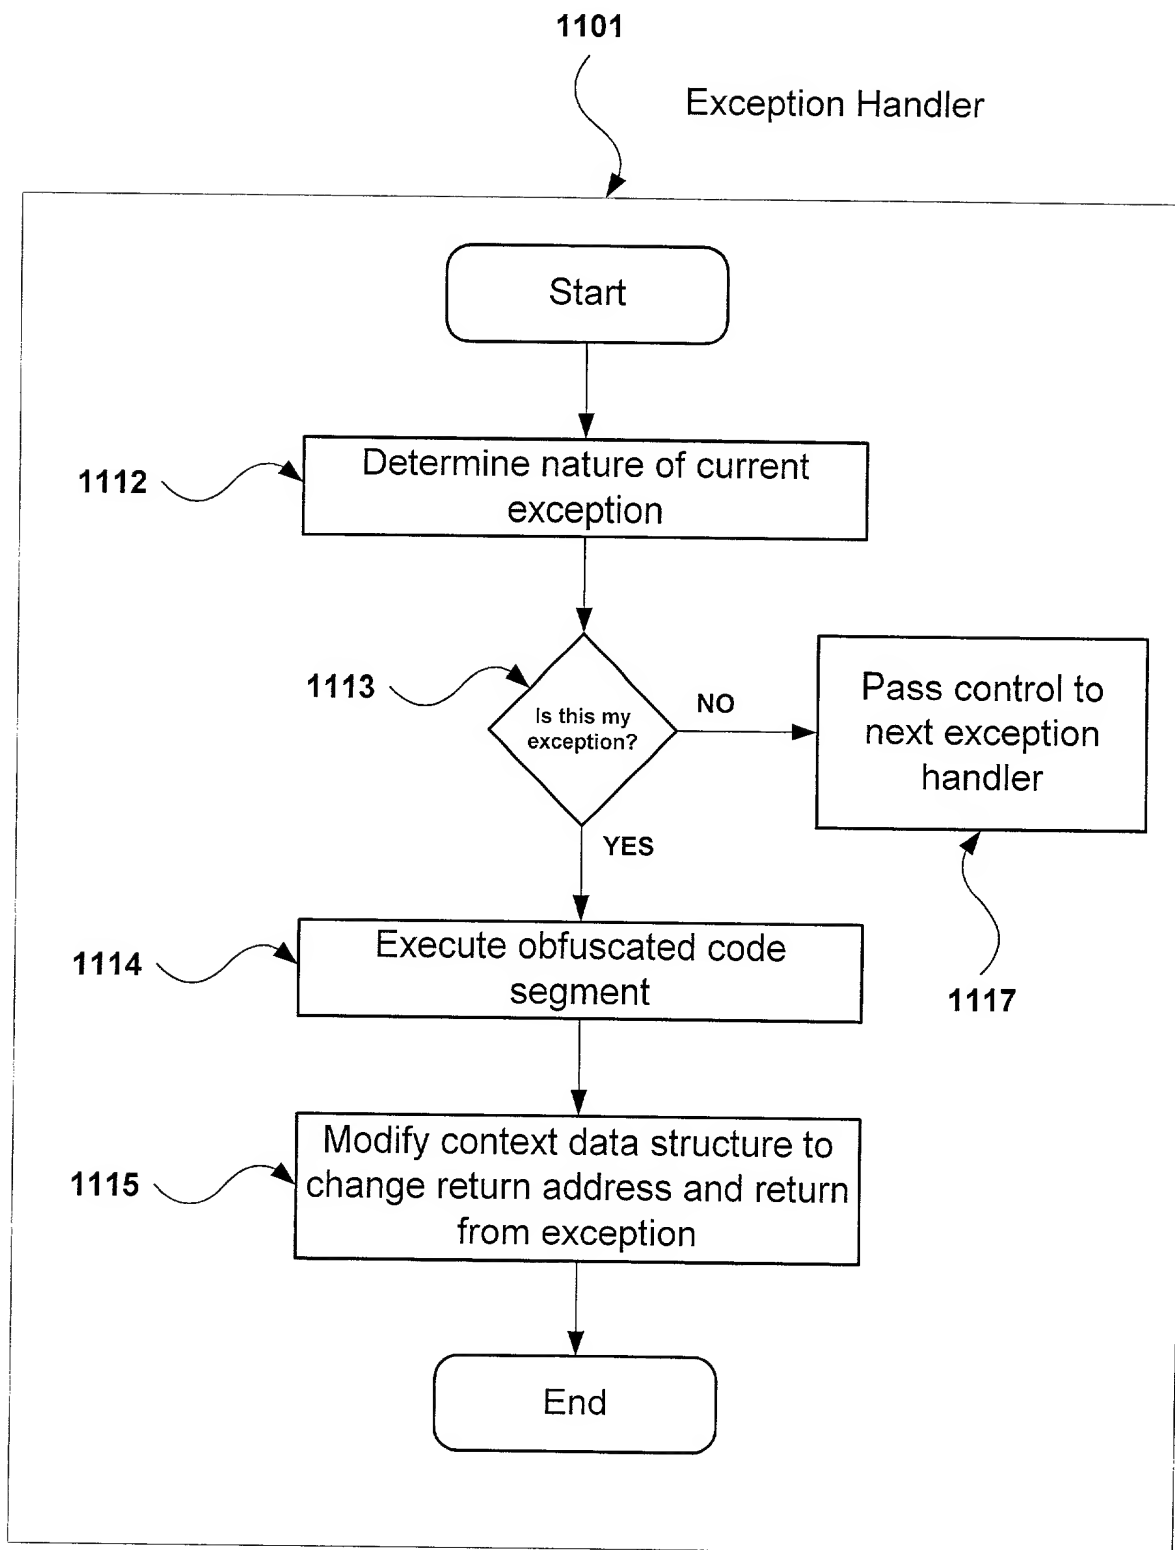 1101
Exception Handler
Start
1112
Determine nature of current
exception
1113
Is this my
exception?
NO
Pass control to
next exception
handler
YES
1114
Execute obfuscated code
segment
1117
1115
Modify context data structure to
change return address and return
from exception
End